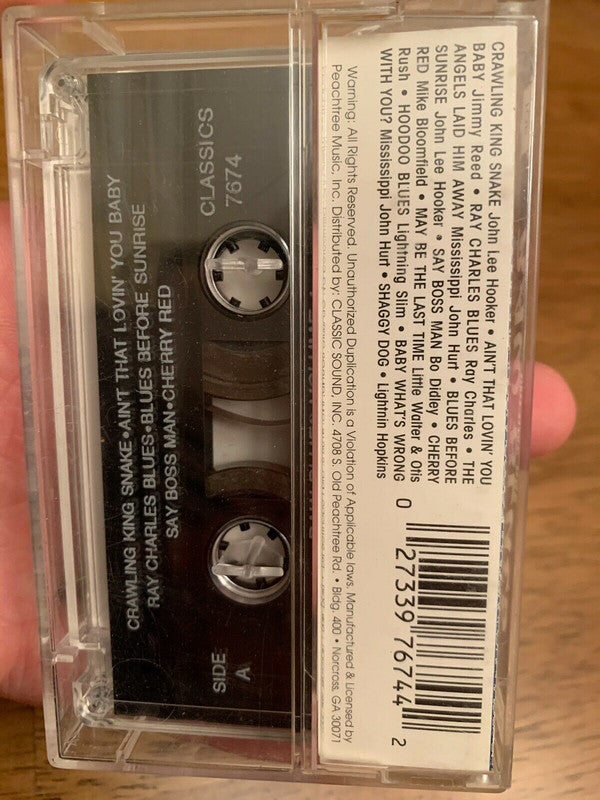 CRAWLING KING SNAKE John Lee Hooker • AIN'T THAT LOVIN' YOU
BABY Jimmy Reed • RAY CHARLES BLUES Ray Charles • THE
ANGELS LAID HIM AWAY Mississippi John Hurt • BLUES BEFORE
SUNRISE John Lee Hooker • SAY BOSS MAN Bo Didley • CHERRY
RED Mike Bloomfield • MAY BE THE LAST TIME Little Walter & Otis
Rush • HOODOO BLUES Lightning Slim • BABY WHAT'S WRONG
WITH YOU? Mississippi John Hurt • SHAGGY DOG • Lightnin Hopkins
0 27339 76744 2
Warning: All Rights Reserved. Unauthorized Duplication is a Violation of Applicable laws. Manufactured & Licensed by
Peachtree Music, Inc. Distributed by: CLASSIC SOUND, INC. 4708 S. Old Peachtree Rd. • Bldg. 400 • Norcross, GA 30071
CLASSICS
7674
SIDE
A
CRAWLING KING SNAKE•AIN'T THAT LOVIN' YOU BABY
RAY CHARLES BLUES•BLUES BEFORE SUNRISE
SAY BOSS MAN•CHERRY RED